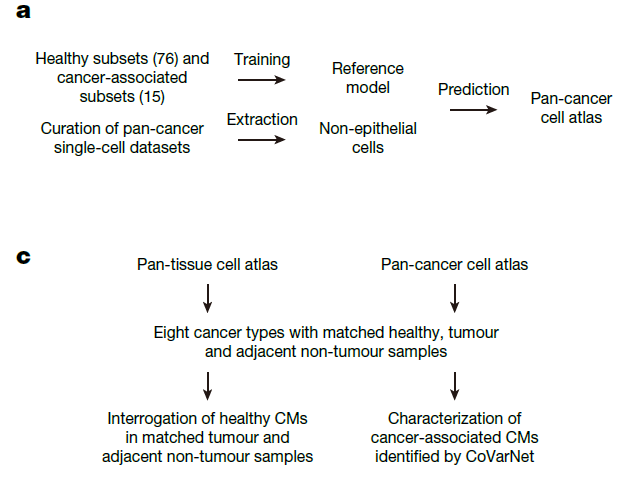 a
Healthy subsets (76) and
cancer-associated
subsets (15)
Training
Reference
model
Curation of pan-cancer
single-cell datasets
Extraction
Non-epithelial
cells
Prediction
Pan-cancer
cell atlas
c
Pan-tissue cell atlas
Pan-cancer cell atlas
Eight cancer types with matched healthy, tumour
and adjacent non-tumour samples
Interrogation of healthy CMs
in matched tumour and
adjacent non-tumour samples
Characterization of
cancer-associated CMs
identified by CoVarNet